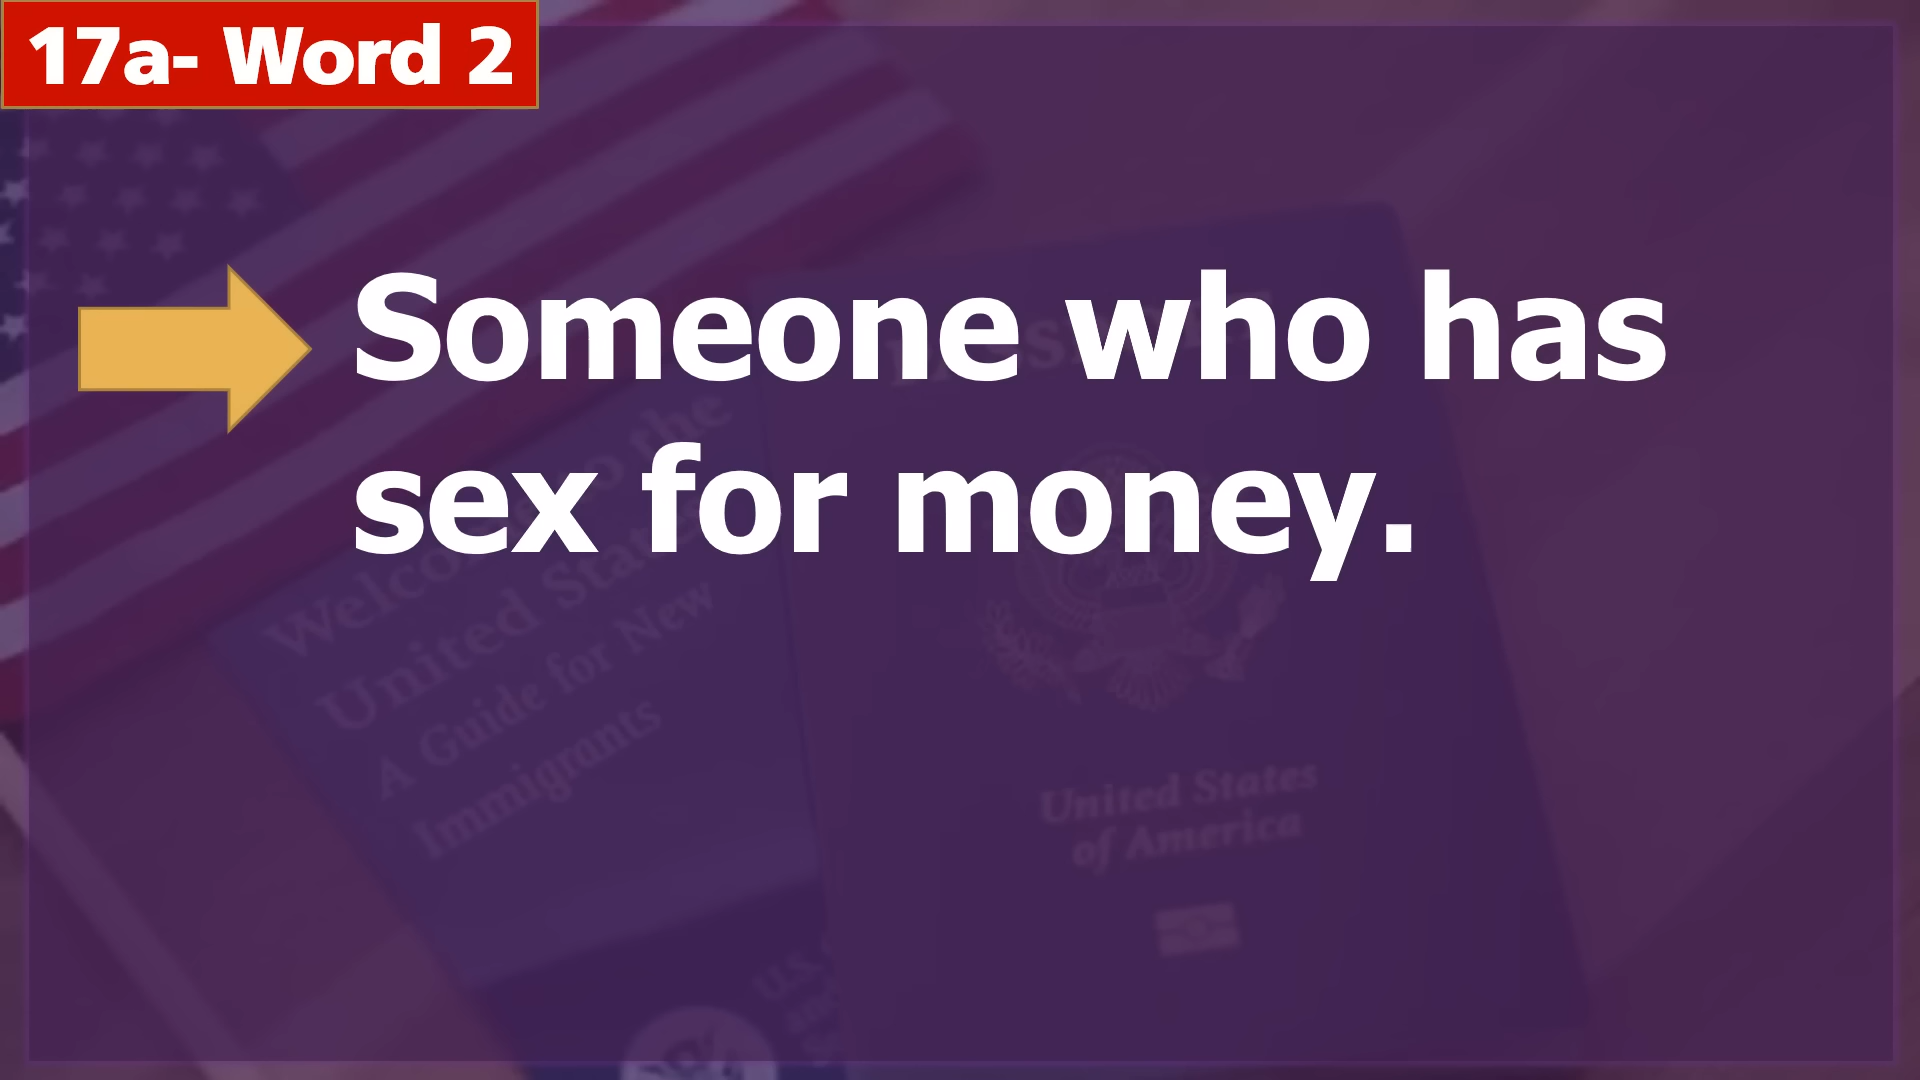 17a- Word 2
Someone who has
sex for money.
Welcome to the
United States
A Guide for New
Immigrants
United States
of America
U.S.